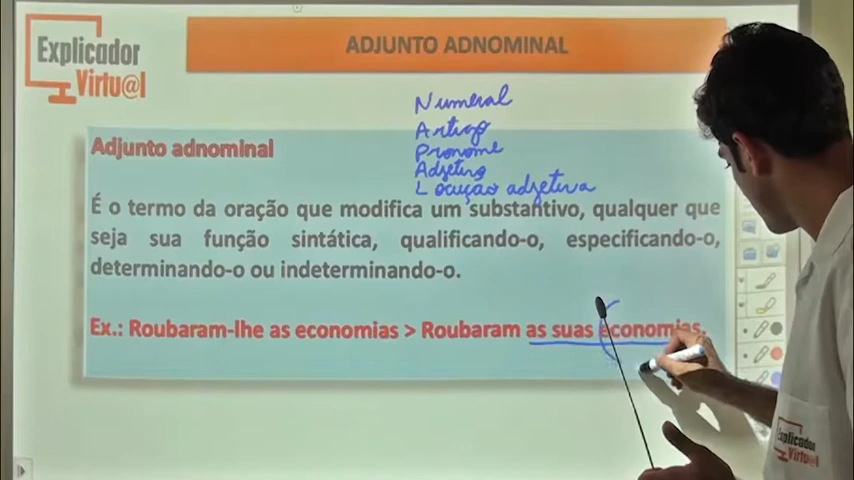 Explicador
Virtu@l
ADJUNTO ADNOMINAL
Numeral
Artigo
Pronome
Adjetivo
Locução adjetiva
Adjunto adnominal
É o termo da oração que modifica um substantivo, qualquer que
seja sua função sintática, qualificando-o, especificando-o,
determinando-o ou indeterminando-o.
Ex.: Roubaram-lhe as economias > Roubaram as suas economias.
Explicador
Virtu@l